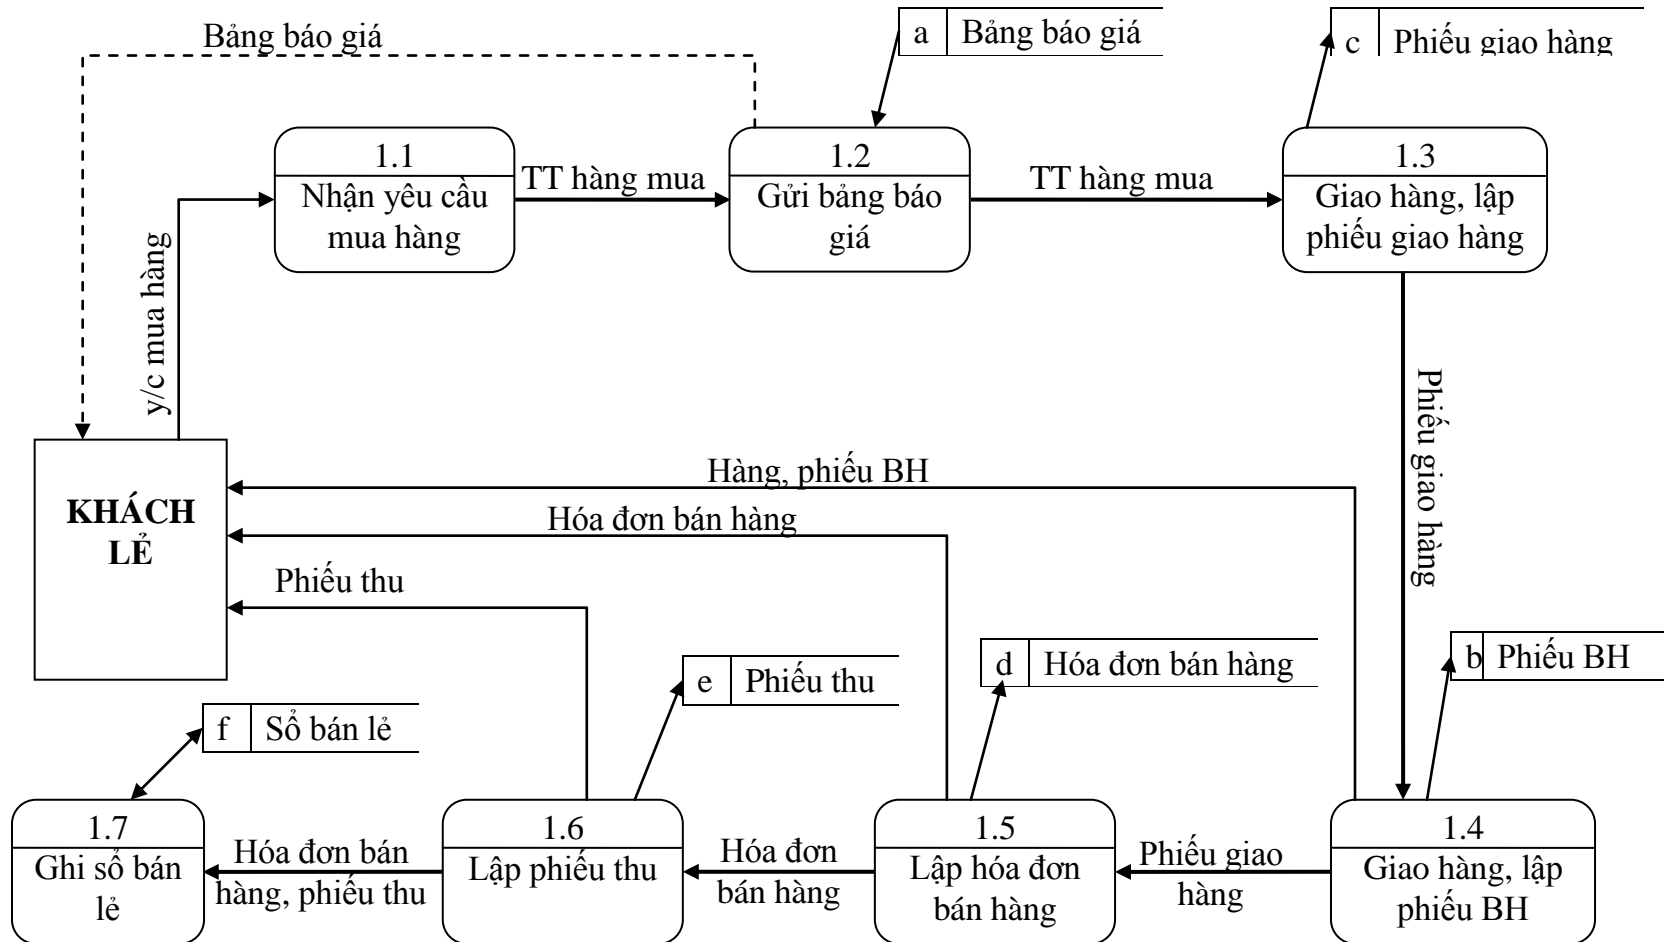 Bảng báo giá
a Bảng báo giá
c Phiếu giao hàng
1.1
Nhận yêu cầu
mua hàng
TT hàng mua
1.2
Gửi bảng báo
giá
TT hàng mua
1.3
Giao hàng, lập
phiếu giao hàng
y/c mua hàng
Phiếu giao hàng
KHÁCH
LẺ
Hàng, phiếu BH
Hóa đơn bán hàng
Phiếu thu
f Sổ bán lẻ
e Phiếu thu
d Hóa đơn bán hàng
b Phiếu BH
1.7
Ghi sổ bán
lẻ
Hóa đơn bán
hàng, phiếu thu
1.6
Lập phiếu thu
Hóa đơn
bán hàng
1.5
Lập hóa đơn
bán hàng
Phiếu giao
hàng
1.4
Giao hàng, lập
phiếu BH